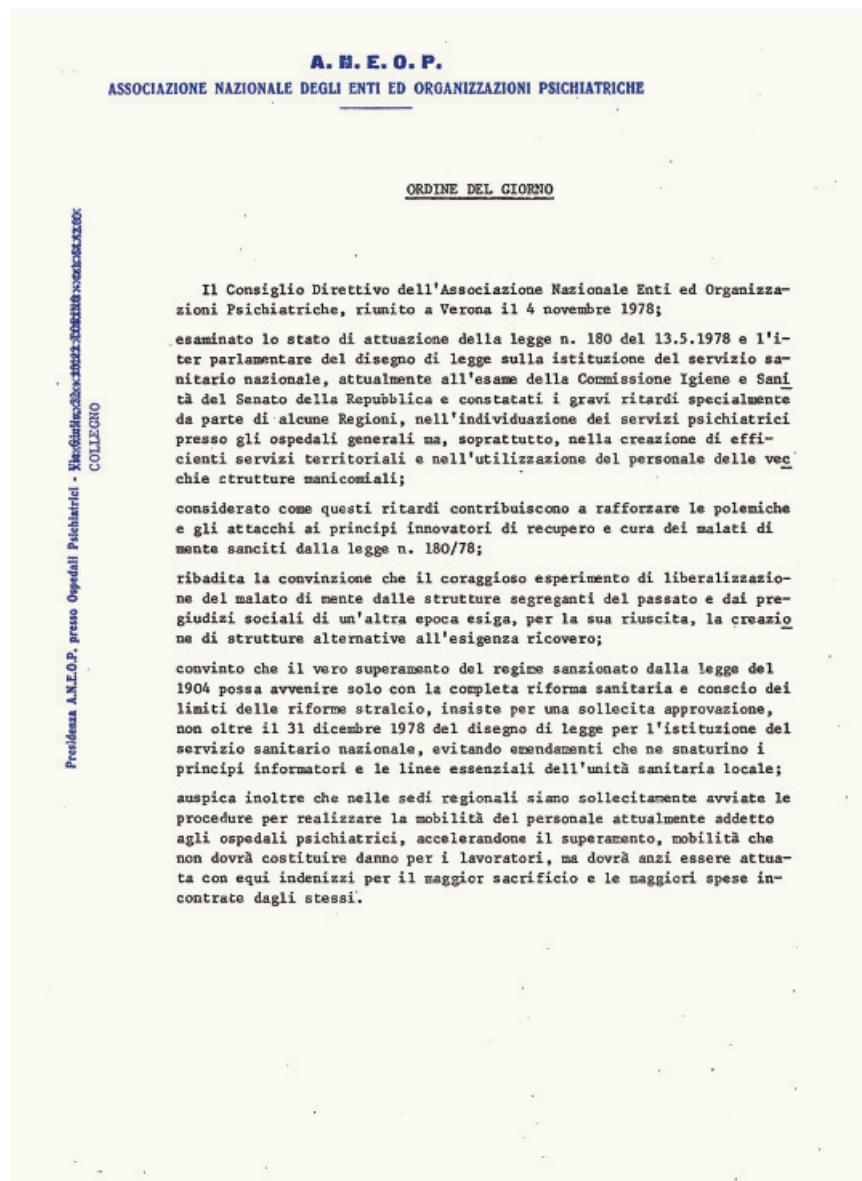 A. N. E. O. P.
ASSOCIAZIONE NAZIONALE DEGLI ENTI ED ORGANIZZAZIONI PSICHIATRICHE
ORDINE DEL GIORNO
Il Consiglio Direttivo dell'Associazione Nazionale Enti ed Organizza-
zioni Psichiatriche, riunito a Verona il 4 novembre 1978;
esaminato lo stato di attuazione della legge n. 180 del 13.5.1978 e l'i-
ter parlamentare del disegno di legge sulla istituzione del servizio sa-
nitario nazionale, attualmente all'esame della Commissione Igiene e Sani
tà del Senato della Repubblica e constatati i gravi ritardi specialmente
da parte di alcune Regioni, nell'individuazione dei servizi psichiatrici
presso gli ospedali generali ma, soprattutto, nella creazione di effi-
cienti servizi territoriali e nell'utilizzazione del personale delle vec
chie strutture manicomiali;
considerato come questi ritardi contribuiscono a rafforzare le polemiche
e gli attacchi ai principi innovatori di recupero e cura dei malati di
mente sanciti dalla legge n. 180/78;
ribadita la convinzione che il coraggioso esperimento di liberalizzazio-
ne del malato di mente dalle strutture segreganti del passato e dai pre-
giudizi sociali di un'altra epoca esiga, per la sua riuscita, la creazio
ne di strutture alternative all'esigenza ricovero;
convinto che il vero superamento del regime sanzionato dalla legge del
1904 possa avvenire solo con la completa riforma sanitaria e conscio dei
limiti delle riforme stralcio, insiste per una sollecita approvazione,
non oltre il 31 dicembre 1978 del disegno di legge per l'istituzione del
servizio sanitario nazionale, evitando emendamenti che ne snaturino i
principi informatori e le linee essenziali dell'unità sanitaria locale;
auspica inoltre che nelle sedi regionali siano sollecitamente avviate le
procedure per realizzare la mobilità del personale attualmente addetto
agli ospedali psichiatrici, accelerandone il superamento, mobilità che
non dovrà costituire danno per i lavoratori, ma dovrà anzi essere attua-
ta con equi indenizzi per il maggior sacrificio e le maggiori spese in-
contrate dagli stessi.
Presidenza A.N.E.O.P. presso Ospedali Psichiatrici -
COLLEGNO